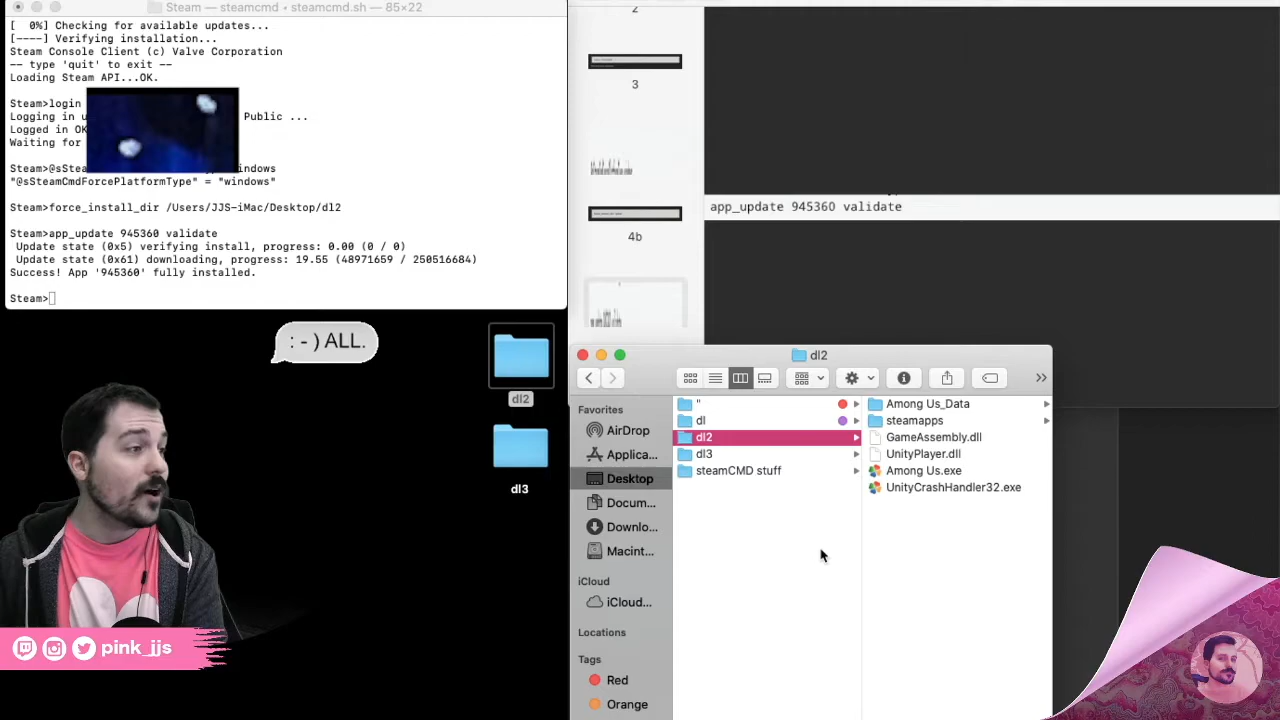 Steam — steamcmd • steamcmd.sh — 85×22
[  0%] Checking for available updates...
[----] Verifying installation...
Steam Console Client (c) Valve Corporation
-- type 'quit' to exit --
Loading Steam API...OK.
Steam>login
Logging in u Public ...
Logged in OK
Waiting for
Steam>@sStea indows
"@sSteamCmdForcePlatformType" = "windows"
Steam>force_install_dir /Users/JJS-iMac/Desktop/dl2
Steam>app_update 945360 validate
Update state (0x5) verifying install, progress: 0.00 (0 / 0)
Update state (0x61) downloading, progress: 19.55 (48971659 / 250516684)
Success! App '945360' fully installed.
Steam>
: - ) ALL.
dl2
dl3
pink_jjs
2
3
4b
app_update 945360 validate
dl2
Favorites
AirDrop
Applica...
Desktop
Docum...
Downlo...
Macint...
iCloud
iCloud...
Locations
Tags
Red
Orange
"
dl
dl2
dl3
steamCMD stuff
Among Us_Data
steamapps
GameAssembly.dll
UnityPlayer.dll
Among Us.exe
UnityCrashHandler32.exe